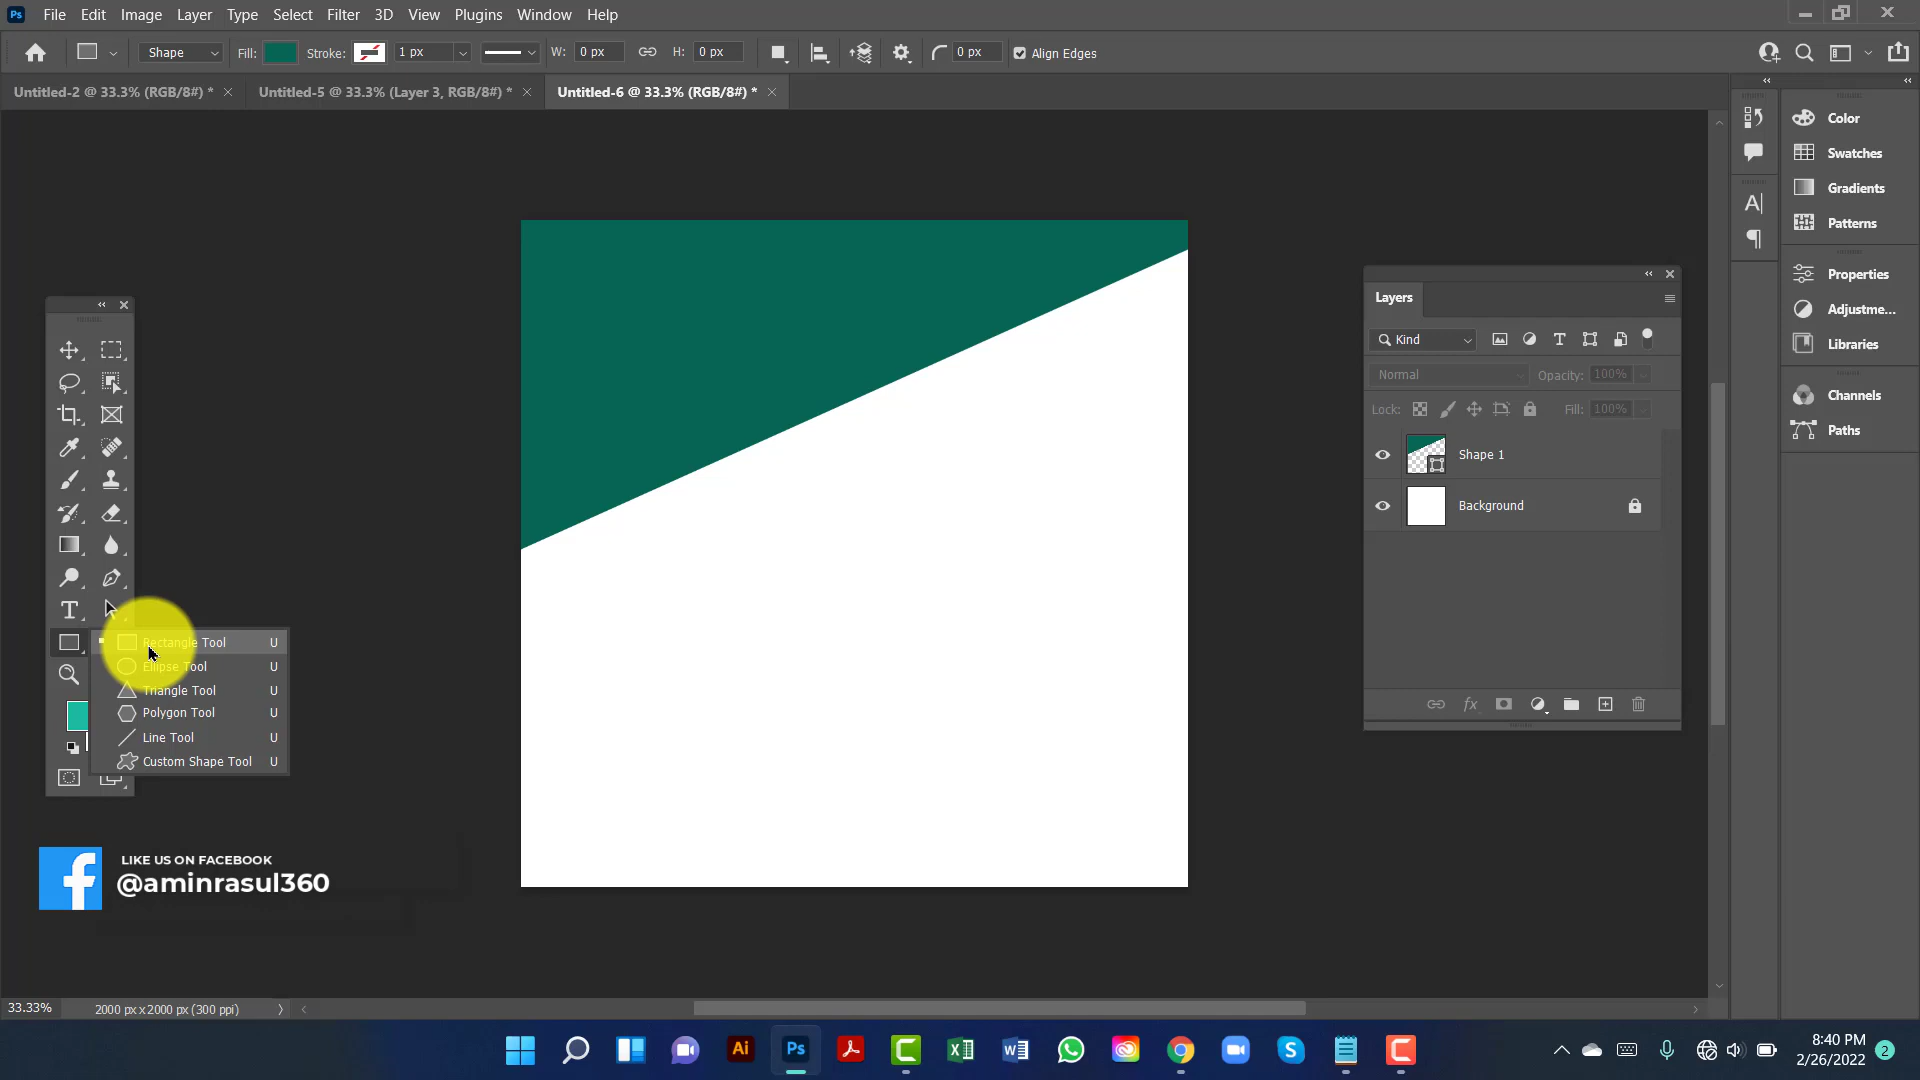 Ps File Edit Image Layer Type Select Filter 3D View Plugins Window Help
Shape Fill: Stroke: 1 px W: 0 px H: 0 px 0 px Align Edges
Untitled-2 @ 33.3% (RGB/8#) * Untitled-5 @ 33.3% (Layer 3, RGB/8#) * Untitled-6 @ 33.3% (RGB/8#) *
Color
Swatches
Gradients
Patterns
Properties
Adjustme...
Libraries
Channels
Paths
Layers
Kind
Normal Opacity: 100%
Lock: Fill: 100%
Shape 1
Background
Rectangle Tool U
Ellipse Tool U
Triangle Tool U
Polygon Tool U
Line Tool U
Custom Shape Tool U
LIKE US ON FACEBOOK
@aminrasul360
33.33% 2000 px x 2000 px (300 ppi)
Ai Ps
8:40 PM
2/26/2022
2